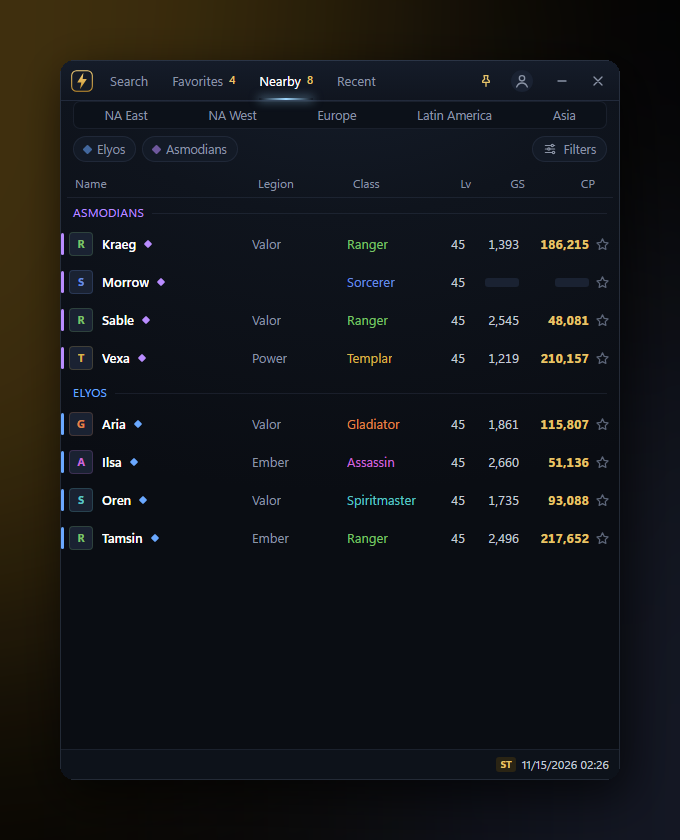 Search Favorites 4 Nearby 8 Recent
NA East NA West Europe Latin America Asia
Elyos Asmodians Filters
Name Legion Class Lv GS CP
ASMODIANS
R Kraeg Valor Ranger 45 1,393 186,215
S Morrow Sorcerer 45
R Sable Valor Ranger 45 2,545 48,081
T Vexa Power Templar 45 1,219 210,157
ELYOS
G Aria Valor Gladiator 45 1,861 115,807
A Ilsa Ember Assassin 45 2,660 51,136
S Oren Valor Spiritmaster 45 1,735 93,088
R Tamsin Ember Ranger 45 2,496 217,652
ST 11/15/2026 02:26